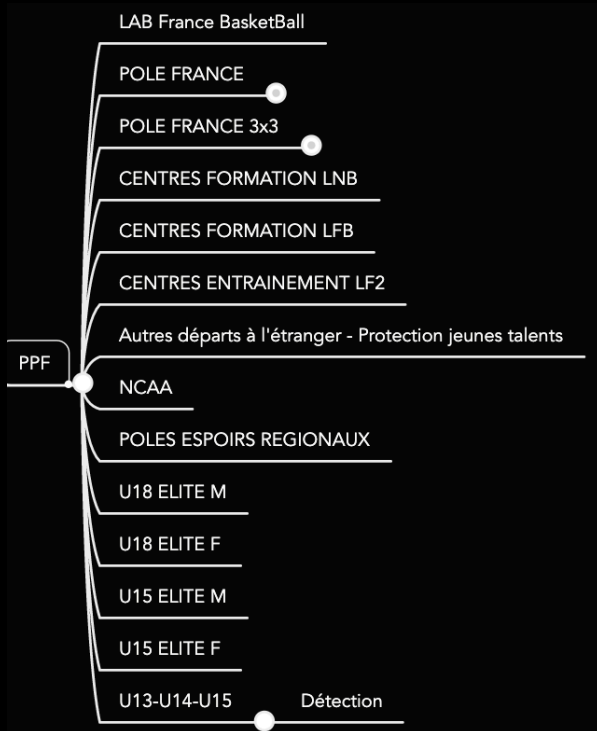 LAB France BasketBall
POLE FRANCE
POLE FRANCE 3x3
CENTRES FORMATION LNB
CENTRES FORMATION LFB
CENTRES ENTRAINEMENT LF2
Autres départs à l'étranger - Protection jeunes talents
PPF
NCAA
POLES ESPOIRS REGIONAUX
U18 ELITE M
U18 ELITE F
U15 ELITE M
U15 ELITE F
U13-U14-U15 Détection